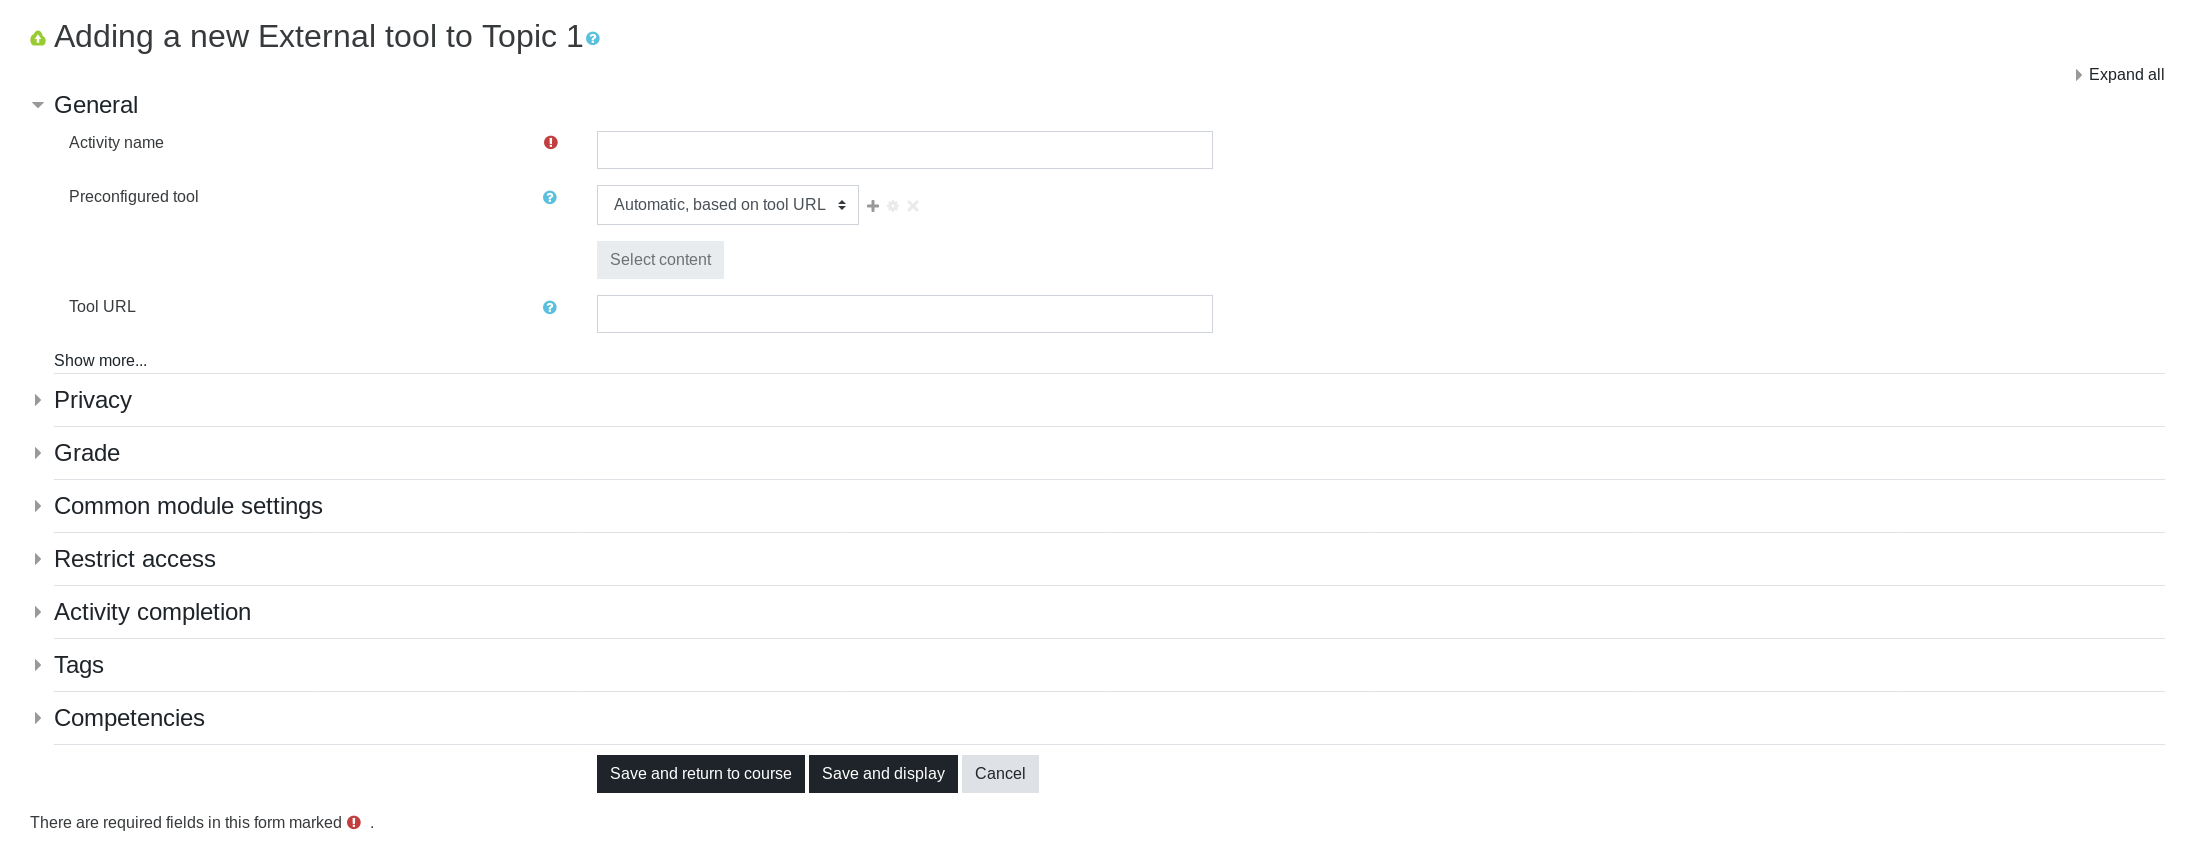 Adding a new External tool to Topic 1
Expand all
General
Activity name
Preconfigured tool
Automatic, based on tool URL
Select content
Tool URL
Show more...
Privacy
Grade
Common module settings
Restrict access
Activity completion
Tags
Competencies
Save and return to course Save and display Cancel
There are required fields in this form marked .